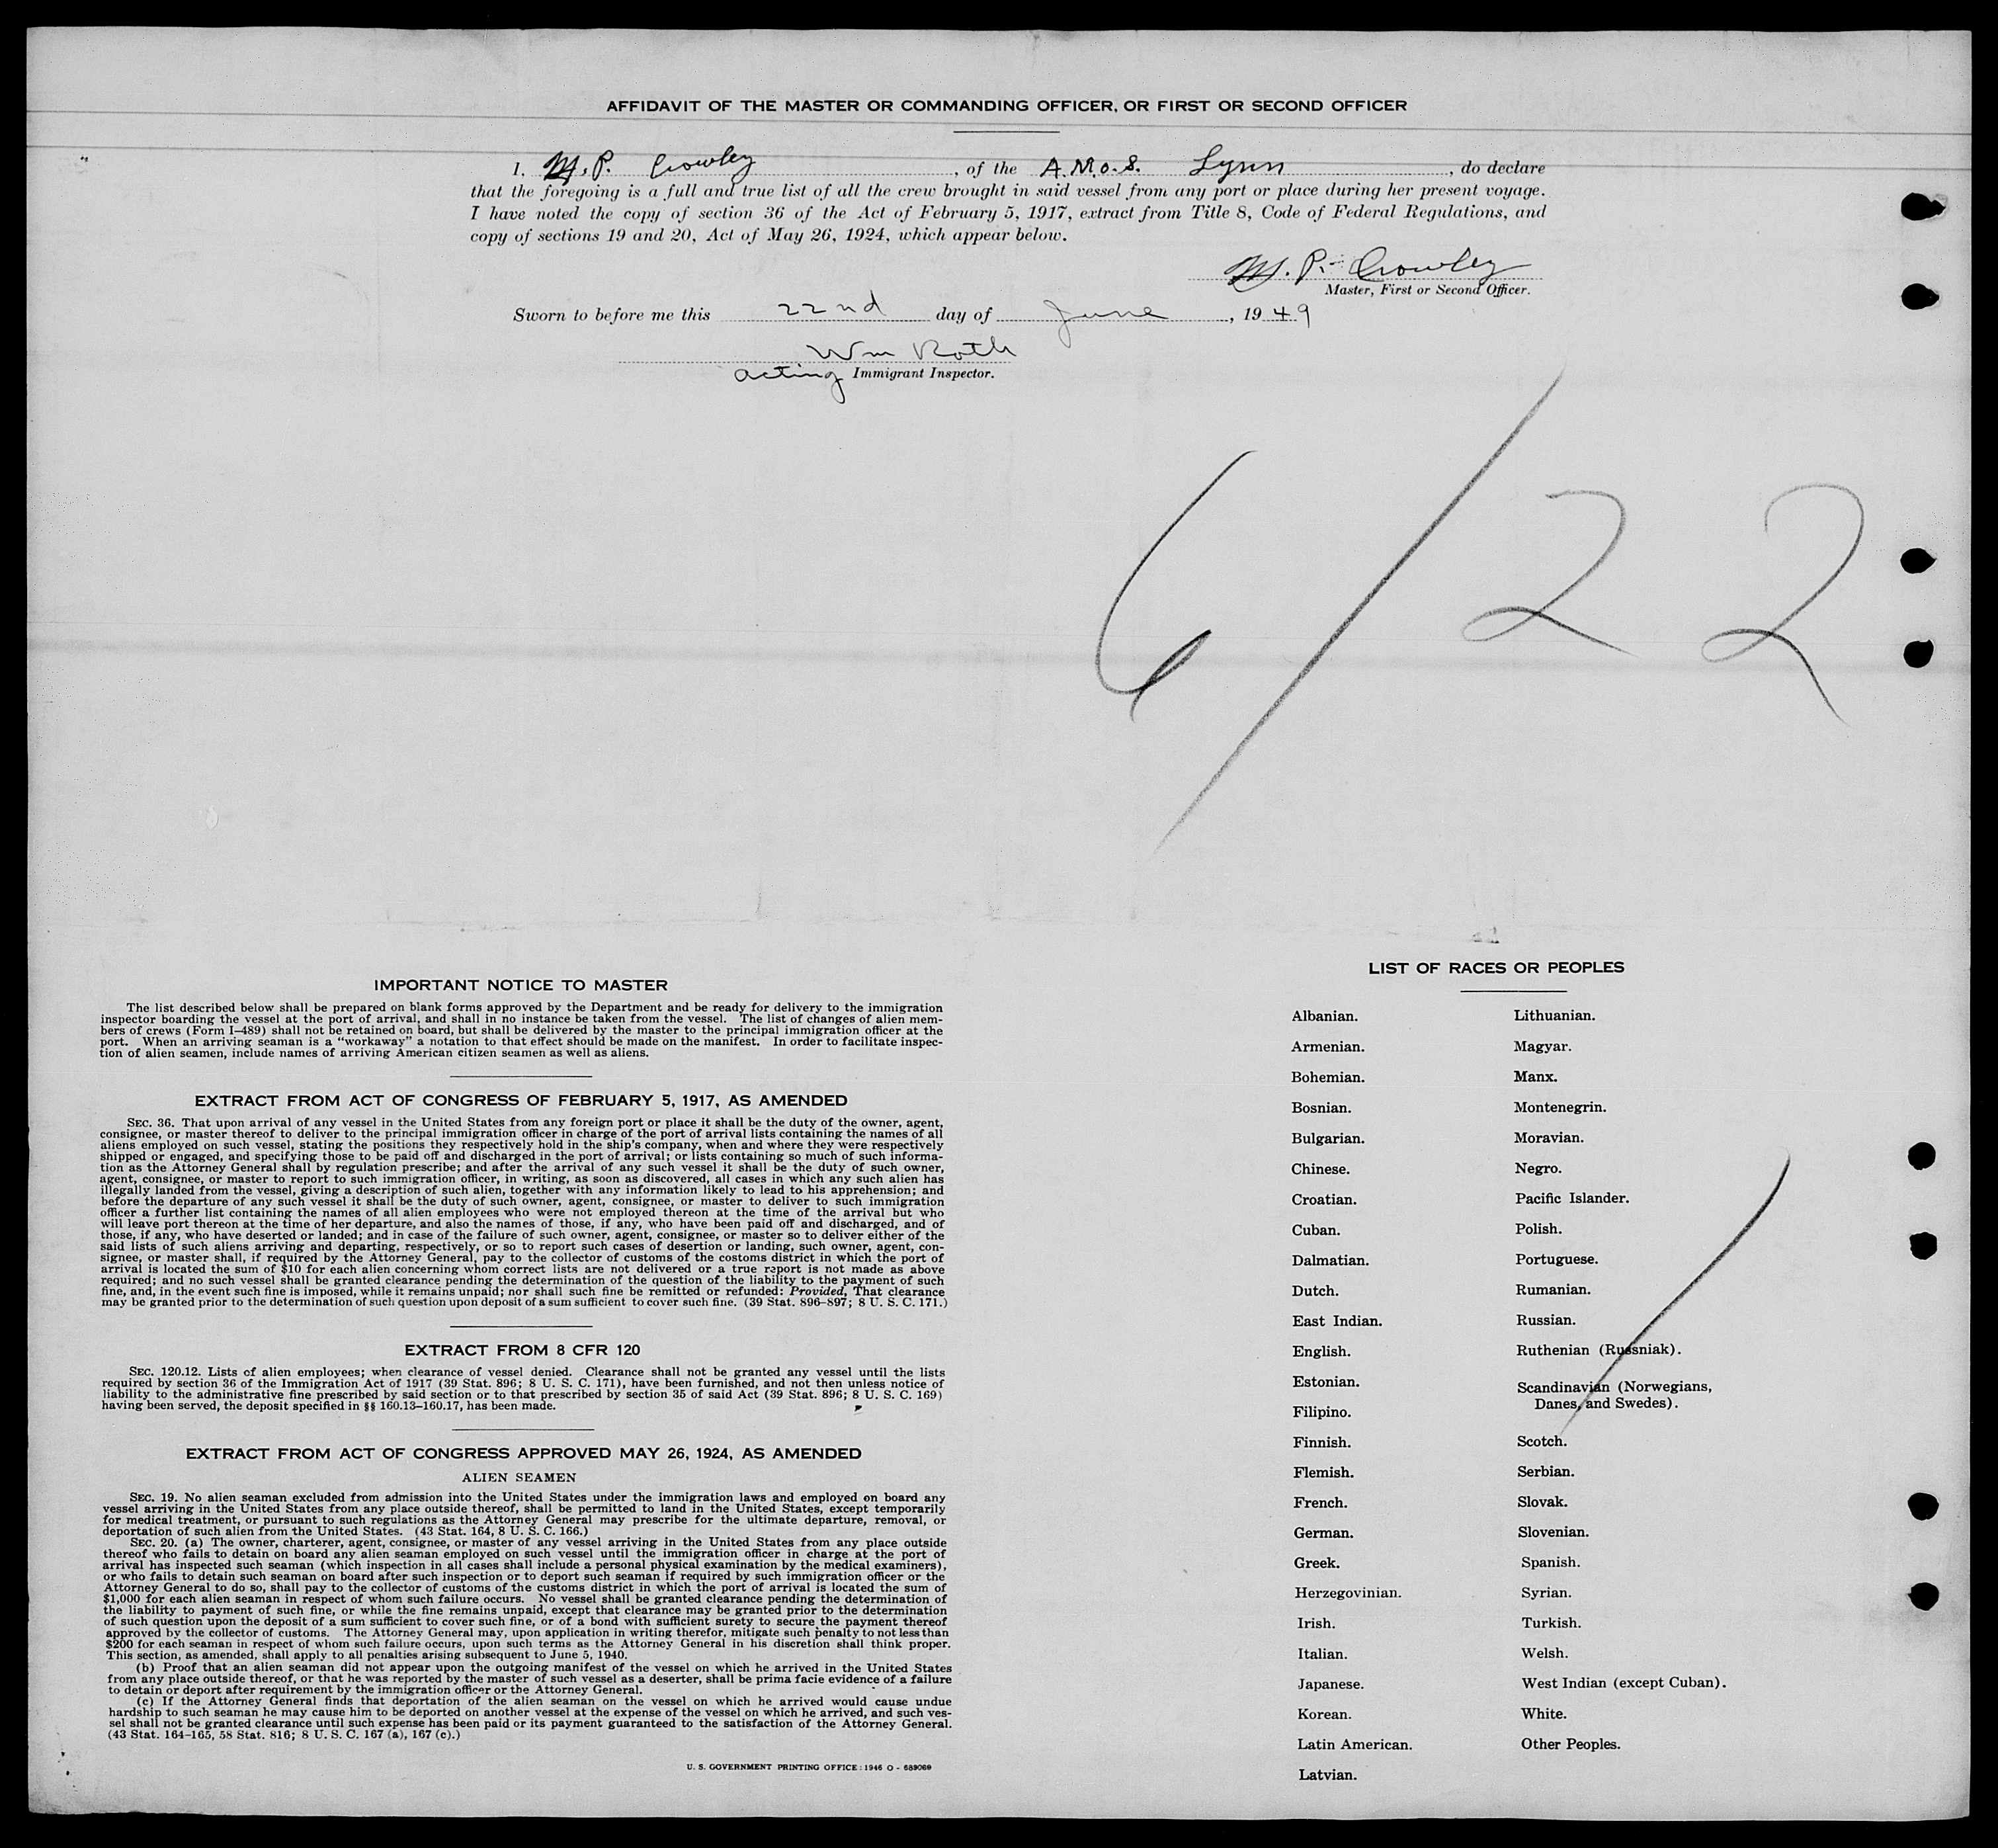 AFFIDAVIT OF THE MASTER OR COMMANDING OFFICER, OR FIRST OR SECOND OFFICER
I, M. P. Crowley, of the A.M.o.S. Lynn, do declare
that the foregoing is a full and true list of all the crew brought in said vessel from any port or place during her present voyage.
I have noted the copy of section 36 of the Act of February 5, 1917, extract from Title 8, Code of Federal Regulations, and
copy of sections 19 and 20, Act of May 26, 1924, which appear below.
M. P. Crowley
Master, First or Second Officer.
Sworn to before me this 22nd day of June, 1949
Wm Roth
acting Immigrant Inspector.
6/22
IMPORTANT NOTICE TO MASTER
The list described below shall be prepared on blank forms approved by the Department and be ready for delivery to the immigration
inspector boarding the vessel at the port of arrival, and shall in no instance be taken from the vessel. The list of changes of alien mem-
bers of crews (Form I-489) shall not be retained on board, but shall be delivered by the master to the principal immigration officer at the
port. When an arriving seaman is a "workaway" a notation to that effect should be made on the manifest. In order to facilitate inspec-
tion of alien seamen, include names of arriving American citizen seamen as well as aliens.
EXTRACT FROM ACT OF CONGRESS OF FEBRUARY 5, 1917, AS AMENDED
SEC. 36. That upon arrival of any vessel in the United States from any foreign port or place it shall be the duty of the owner, agent,
consignee, or master thereof to deliver to the principal immigration officer in charge of the port of arrival lists containing the names of all
aliens employed on such vessel, stating the positions they respectively hold in the ship's company, when and where they were respectively
shipped or engaged, and specifying those to be paid off and discharged in the port of arrival; or lists containing so much of such informa-
tion as the Attorney General shall by regulation prescribe; and after the arrival of any such vessel it shall be the duty of such owner,
agent, consignee, or master to report to such immigration officer, in writing, as soon as discovered, all cases in which any such alien has
illegally landed from the vessel, giving a description of such alien, together with any information likely to lead to his apprehension; and
before the departure of any such vessel it shall be the duty of such owner, agent, consignee, or master to deliver to such immigration
officer a further list containing the names of all alien employees who were not employed thereon at the time of the arrival but who
will leave port thereon at the time of her departure, and also the names of those, if any, who have been paid off and discharged, and of
those, if any, who have deserted or landed; and in case of the failure of such owner, agent, consignee, or master so to deliver either of the
said lists of such aliens arriving and departing, respectively, or so to report such cases of desertion or landing, such owner, agent, con-
signee, or master shall, if required by the Attorney General, pay to the collector of customs of the costoms district in which the port of
arrival is located the sum of $10 for each alien concerning whom correct lists are not delivered or a true report is not made as above
required; and no such vessel shall be granted clearance pending the determination of the question of the liability to the payment of such
fine, and, in the event such fine is imposed, while it remains unpaid; nor shall such fine be remitted or refunded: Provided, That clearance
may be granted prior to the determination of such question upon deposit of a sum sufficient to cover such fine. (39 Stat. 896-897; 8 U. S. C. 171.)
EXTRACT FROM 8 CFR 120
SEC. 120.12. Lists of alien employees; when clearance of vessel denied. Clearance shall not be granted any vessel until the lists
required by section 36 of the Immigration Act of 1917 (39 Stat. 896; 8 U. S. C. 171), have been furnished, and not then unless notice of
liability to the administrative fine prescribed by said section or to that prescribed by section 35 of said Act (39 Stat. 896; 8 U. S. C. 169)
having been served, the deposit specified in §§ 160.13-160.17, has been made.
EXTRACT FROM ACT OF CONGRESS APPROVED MAY 26, 1924, AS AMENDED
ALIEN SEAMEN
SEC. 19. No alien seaman excluded from admission into the United States under the immigration laws and employed on board any
vessel arriving in the United States from any place outside thereof, shall be permitted to land in the United States, except temporarily
for medical treatment, or pursuant to such regulations as the Attorney General may prescribe for the ultimate departure, removal, or
deportation of such alien from the United States. (43 Stat. 164, 8 U. S. C. 166.)
SEC. 20. (a) The owner, charterer, agent, consignee, or master of any vessel arriving in the United States from any place outside
thereof who fails to detain on board any alien seaman employed on such vessel until the immigration officer in charge at the port of
arrival has inspected such seaman (which inspection in all cases shall include a personal physical examination by the medical examiners),
or who fails to detain such seaman on board after such inspection or to deport such seaman if required by such immigration officer or the
Attorney General to do so, shall pay to the collector of customs of the customs district in which the port of arrival is located the sum of
$1,000 for each alien seaman in respect of whom such failure occurs. No vessel shall be granted clearance pending the determination of
the liability to payment of such fine, or while the fine remains unpaid, except that clearance may be granted prior to the determination
of such question upon the deposit of a sum sufficient to cover such fine, or of a bond with sufficient surety to secure the payment thereof
approved by the collector of customs. The Attorney General may, upon application in writing therefor, mitigate such penalty to not less than
$200 for each seaman in respect of whom such failure occurs, upon such terms as the Attorney General in his discretion shall think proper.
This section, as amended, shall apply to all penalties arising subsequent to June 5, 1940.
(b) Proof that an alien seaman did not appear upon the outgoing manifest of the vessel on which he arrived in the United States
from any place outside thereof, or that he was reported by the master of such vessel as a deserter, shall be prima facie evidence of a failure
to detain or deport after requirement by the immigration officer or the Attorney General.
(c) If the Attorney General finds that deportation of the alien seaman on the vessel on which he arrived would cause undue
hardship to such seaman he may cause him to be deported on another vessel at the expense of the vessel on which he arrived, and such ves-
sel shall not be granted clearance until such expense has been paid or its payment guaranteed to the satisfaction of the Attorney General.
(43 Stat. 164-165, 58 Stat. 816; 8 U. S. C. 167 (a), 167 (c).)
U. S. GOVERNMENT PRINTING OFFICE : 1946 O - 689069
LIST OF RACES OR PEOPLES
Albanian.
Armenian.
Bohemian.
Bosnian.
Bulgarian.
Chinese.
Croatian.
Cuban.
Dalmatian.
Dutch.
East Indian.
English.
Estonian.
Filipino.
Finnish.
Flemish.
French.
German.
Greek.
Herzegovinian.
Irish.
Italian.
Japanese.
Korean.
Latin American.
Latvian.
Lithuanian.
Magyar.
Manx.
Montenegrin.
Moravian.
Negro.
Pacific Islander.
Polish.
Portuguese.
Rumanian.
Russian.
Ruthenian (Russniak).
Scandinavian (Norwegians,
Danes, and Swedes).
Scotch.
Serbian.
Slovak.
Slovenian.
Spanish.
Syrian.
Turkish.
Welsh.
West Indian (except Cuban).
White.
Other Peoples.